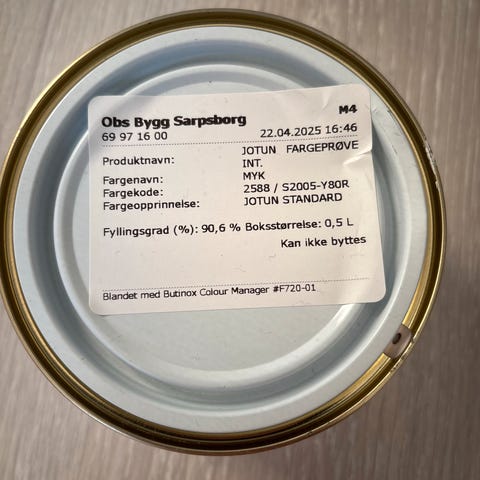 Obs Bygg Sarpsborg M4
69 97 16 00 22.04.2025 16:46
Produktnavn: JOTUN FARGEPRØVE
INT.
Fargenavn: MYK
Fargekode: 2588 / S2005-Y80R
Fargeopprinnelse: JOTUN STANDARD
Fyllingsgrad (%): 90,6 % Boksstørrelse: 0,5 L
Kan ikke byttes
Blandet med Butinox Colour Manager #F720-01